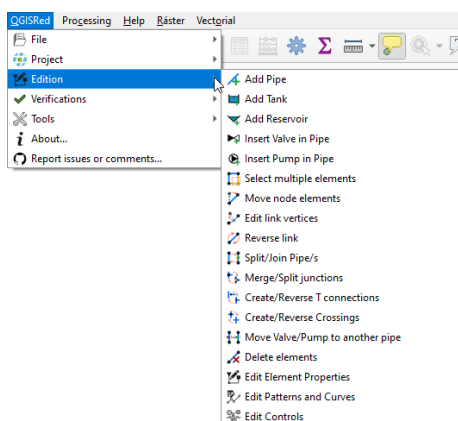 QGISRed Processing Help Ráster Vectorial
File
Project
Edition
Verifications
Tools
About...
Report issues or comments...
Add Pipe
Add Tank
Add Reservoir
Insert Valve in Pipe
Insert Pump in Pipe
Select multiple elements
Move node elements
Edit link vertices
Reverse link
Split/Join Pipe/s
Merge/Split junctions
Create/Reverse T connections
Create/Reverse Crossings
Move Valve/Pump to another pipe
Delete elements
Edit Element Properties
Edit Patterns and Curves
Edit Controls